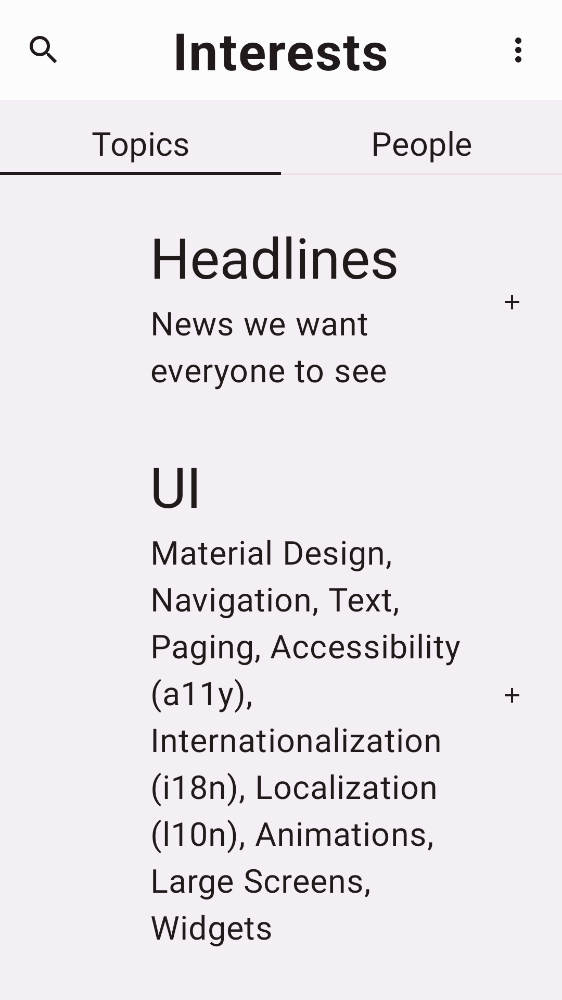 Interests
Topics
People
Headlines
News we want
everyone to see
+
UI
Material Design,
Navigation, Text,
Paging, Accessibility
(a11y),
+
Internationalization
(i18n), Localization
(l10n), Animations,
Large Screens,
Widgets